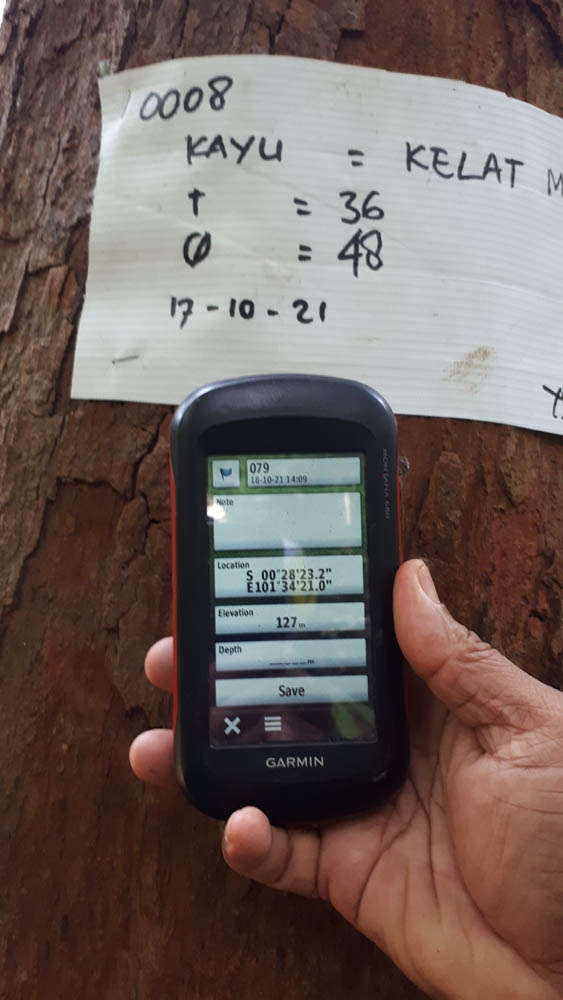 0008
KAYU = KELAT M
T = 36
Ø = 48
17-10-21
079
18-10-21 14:09
Note
Location
S 00°28'23.2"
E101°34'21.0"
Elevation
127 m
Depth
_____m
Save
GARMIN
MONTANA 680